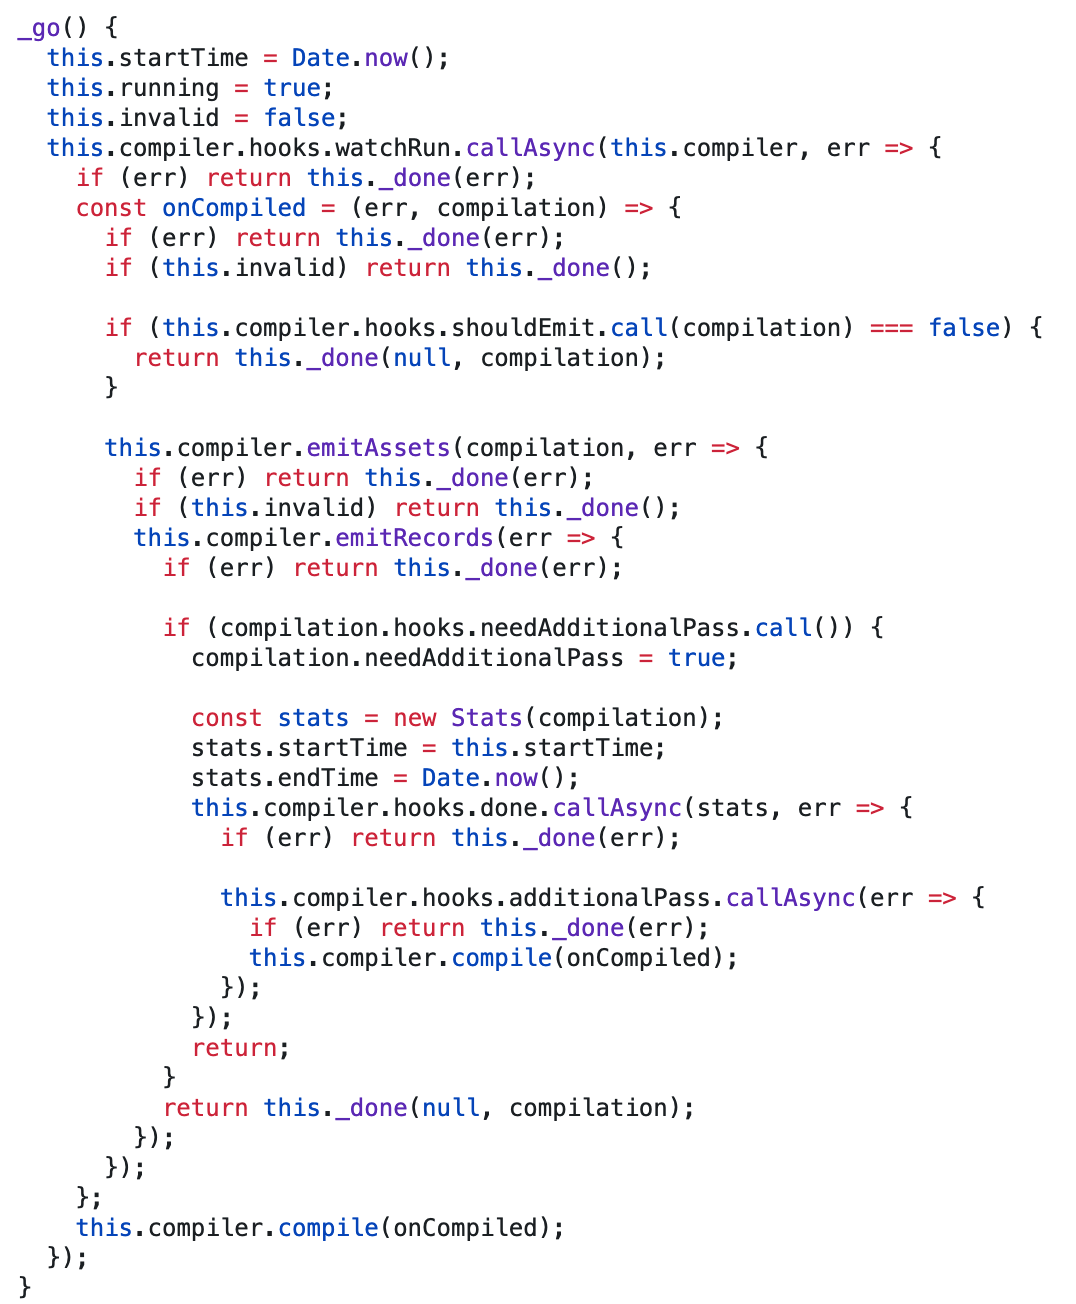 _go() {
  this.startTime = Date.now();
  this.running = true;
  this.invalid = false;
  this.compiler.hooks.watchRun.callAsync(this.compiler, err => {
    if (err) return this._done(err);
    const onCompiled = (err, compilation) => {
      if (err) return this._done(err);
      if (this.invalid) return this._done();

      if (this.compiler.hooks.shouldEmit.call(compilation) === false) {
        return this._done(null, compilation);
      }

      this.compiler.emitAssets(compilation, err => {
        if (err) return this._done(err);
        if (this.invalid) return this._done();
        this.compiler.emitRecords(err => {
          if (err) return this._done(err);

          if (compilation.hooks.needAdditionalPass.call()) {
            compilation.needAdditionalPass = true;

            const stats = new Stats(compilation);
            stats.startTime = this.startTime;
            stats.endTime = Date.now();
            this.compiler.hooks.done.callAsync(stats, err => {
              if (err) return this._done(err);

              this.compiler.hooks.additionalPass.callAsync(err => {
                if (err) return this._done(err);
                this.compiler.compile(onCompiled);
              });
            });
            return;
          }
          return this._done(null, compilation);
        });
      });
    };
    this.compiler.compile(onCompiled);
  });
}